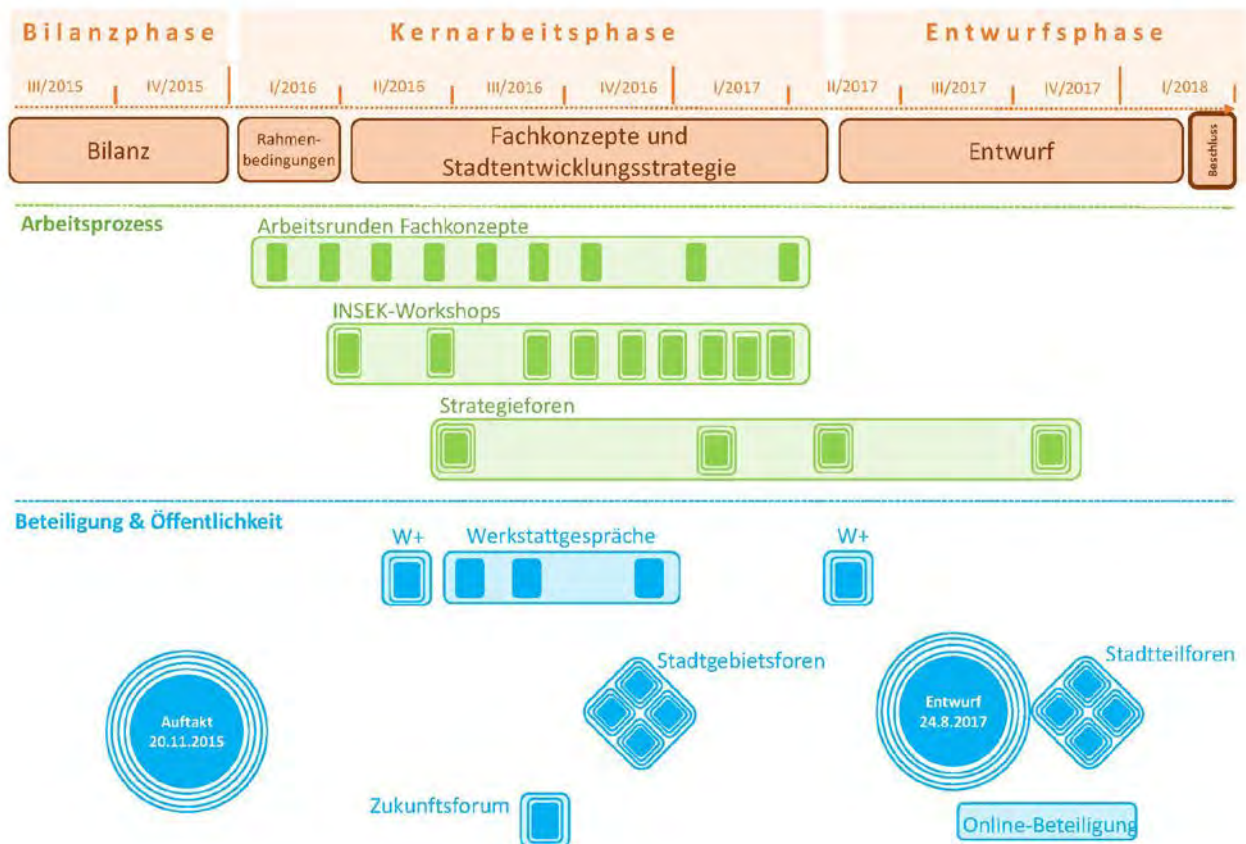 Bilanzphase
Kernarbeitsphase
Entwurfsphase
III/2015
IV/2015
I/2016
II/2016
III/2016
IV/2016
I/2017
II/2017
III/2017
IV/2017
I/2018
Bilanz
Rahmen-
bedingungen
Fachkonzepte und
Stadtentwicklungsstrategie
Entwurf
Beschluss
Arbeitsprozess
Arbeitsrunden Fachkonzepte
INSEK-Workshops
Strategieforen
Beteiligung & Öffentlichkeit
W+
Werkstattgespräche
W+
Stadtgebietsforen
Stadtteilforen
Auftakt
20.11.2015
Entwurf
24.8.2017
Zukunftsforum
Online-Beteiligung